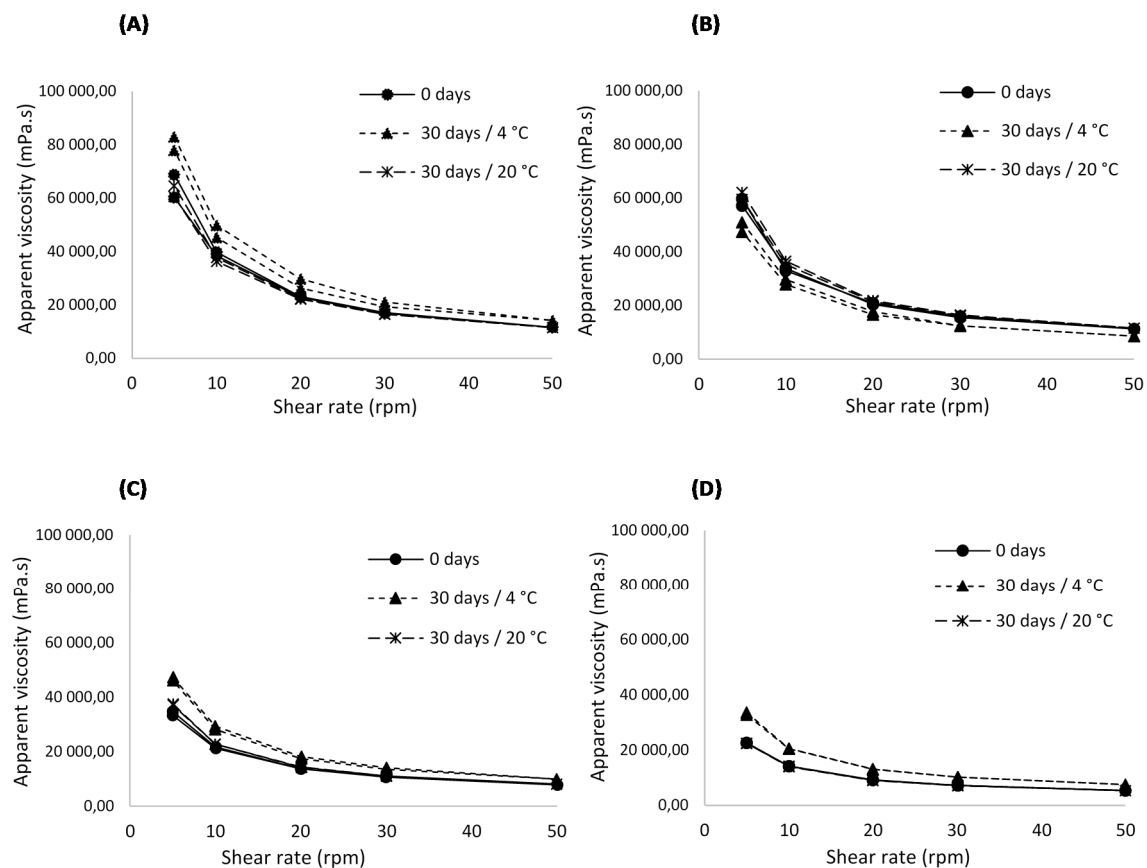 (A)
100 000,00
80 000,00
60 000,00
40 000,00
20 000,00
0,00
Apparent viscosity (mPa.s)
0 days
30 days / 4 °C
30 days / 20 °C
0 10 20 30 40 50
Shear rate (rpm)
(B)
100 000,00
80 000,00
60 000,00
40 000,00
20 000,00
0,00
Apparent viscosity (mPa.s)
0 days
30 days / 4 °C
30 days / 20 °C
0 10 20 30 40 50
Shear rate (rpm)
(C)
100 000,00
80 000,00
60 000,00
40 000,00
20 000,00
0,00
Apparent viscosity (mPa.s)
0 days
30 days / 4 °C
30 days / 20 °C
0 10 20 30 40 50
Shear rate (rpm)
(D)
100 000,00
80 000,00
60 000,00
40 000,00
20 000,00
0,00
Apparent viscosity (mPa.s)
0 days
30 days / 4 °C
30 days / 20 °C
0 10 20 30 40 50
Shear rate (rpm)